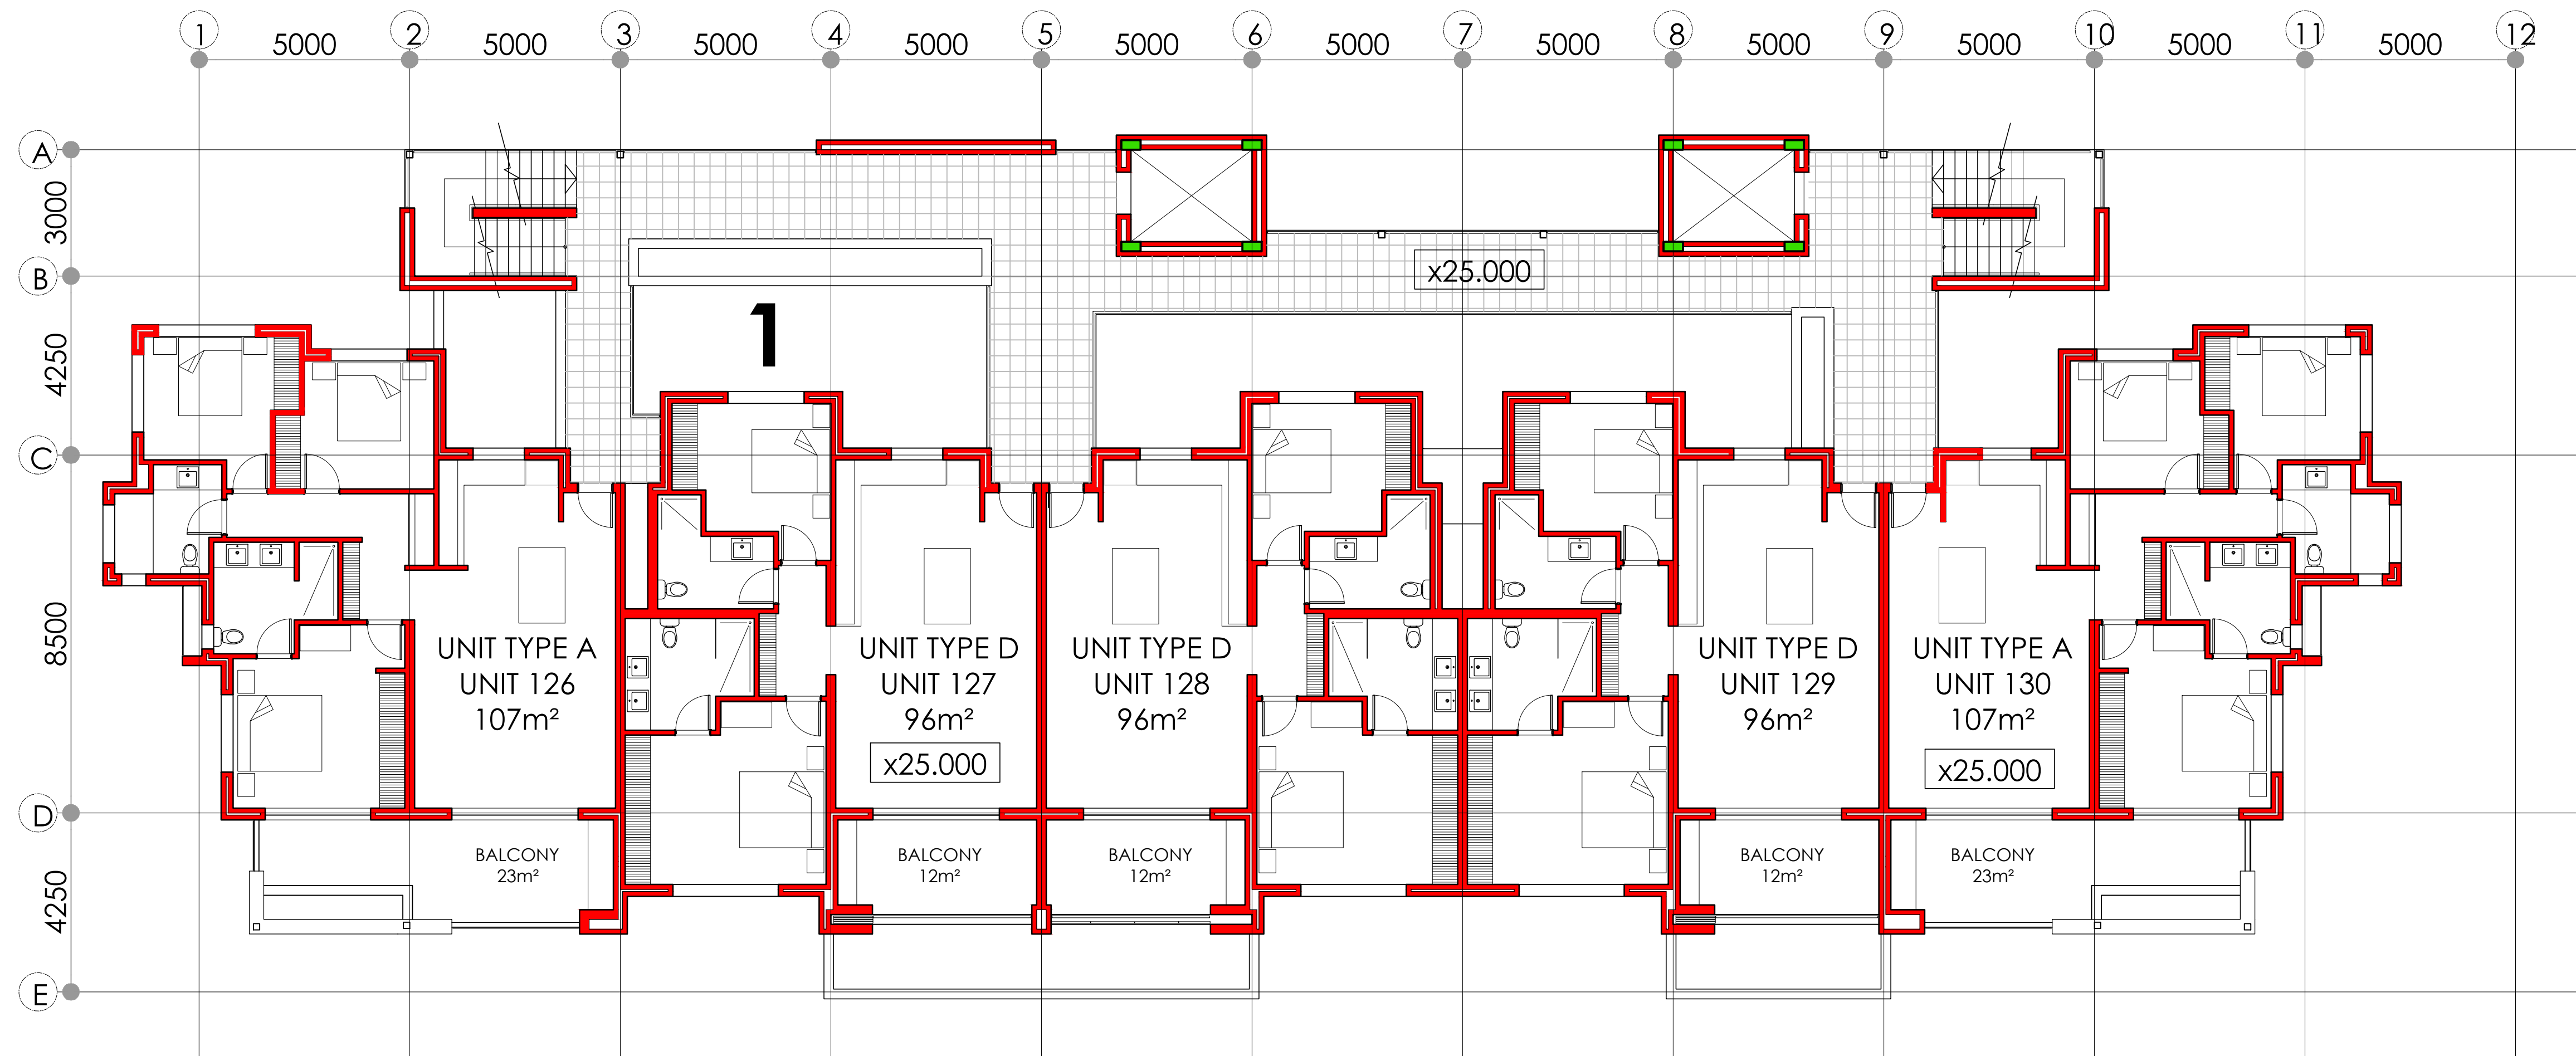 1 2 3 4 5 6 7 8 9 10 11 12
5000 5000 5000 5000 5000 5000 5000 5000 5000 5000 5000
A
3000
B
x25.000
1
4250
C
8500
UNIT TYPE A
UNIT 126
107m²
UNIT TYPE D
UNIT 127
96m²
x25.000
UNIT TYPE D
UNIT 128
96m²
UNIT TYPE D
UNIT 129
96m²
UNIT TYPE A
UNIT 130
107m²
x25.000
D
BALCONY
23m²
BALCONY
12m²
BALCONY
12m²
BALCONY
12m²
BALCONY
23m²
4250
E